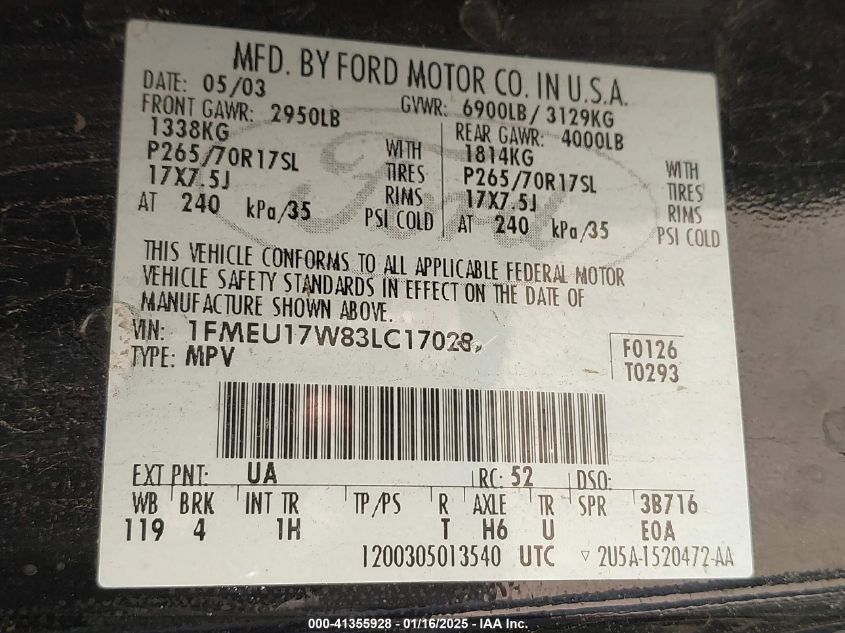 MFD. BY FORD MOTOR CO. IN U.S.A.
DATE: 05/03 GVWR: 6900LB / 3129KG
FRONT GAWR: 2950LB REAR GAWR: 4000LB
1338KG WITH 1814KG WITH
P265/70R17SL TIRES P265/70R17SL TIRES
17X7.5J RIMS 17X7.5J RIMS
AT 240 kPa/35 PSI COLD AT 240 kPa/35 PSI COLD
Ford
THIS VEHICLE CONFORMS TO ALL APPLICABLE FEDERAL MOTOR
VEHICLE SAFETY STANDARDS IN EFFECT ON THE DATE OF
MANUFACTURE SHOWN ABOVE.
VIN: 1FMEU17W83LC17028
TYPE: MPV
F0126
T0293
EXT PNT: UA RC: 52 DSO:
WB BRK INT TR TP/PS R AXLE TR SPR 3B716
119 4 1H T H6 U EOA
1200305013540 UTC ▽ 2U5A-1520472-AA
000-41355928 - 01/16/2025 - IAA Inc.